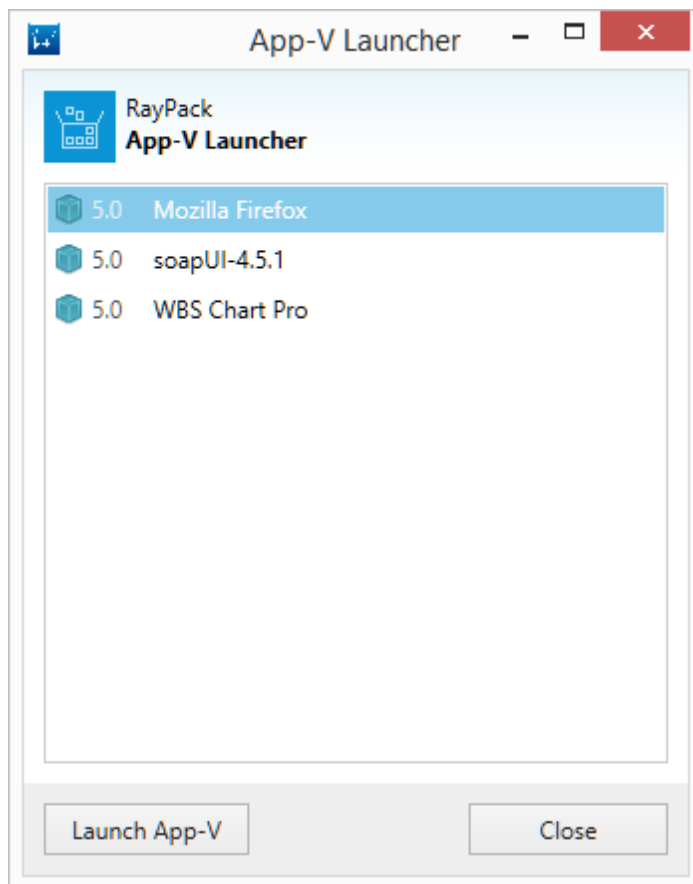 App-V Launcher
RayPack
App-V Launcher
5.0 Mozilla Firefox
5.0 soapUI-4.5.1
5.0 WBS Chart Pro
Launch App-V Close